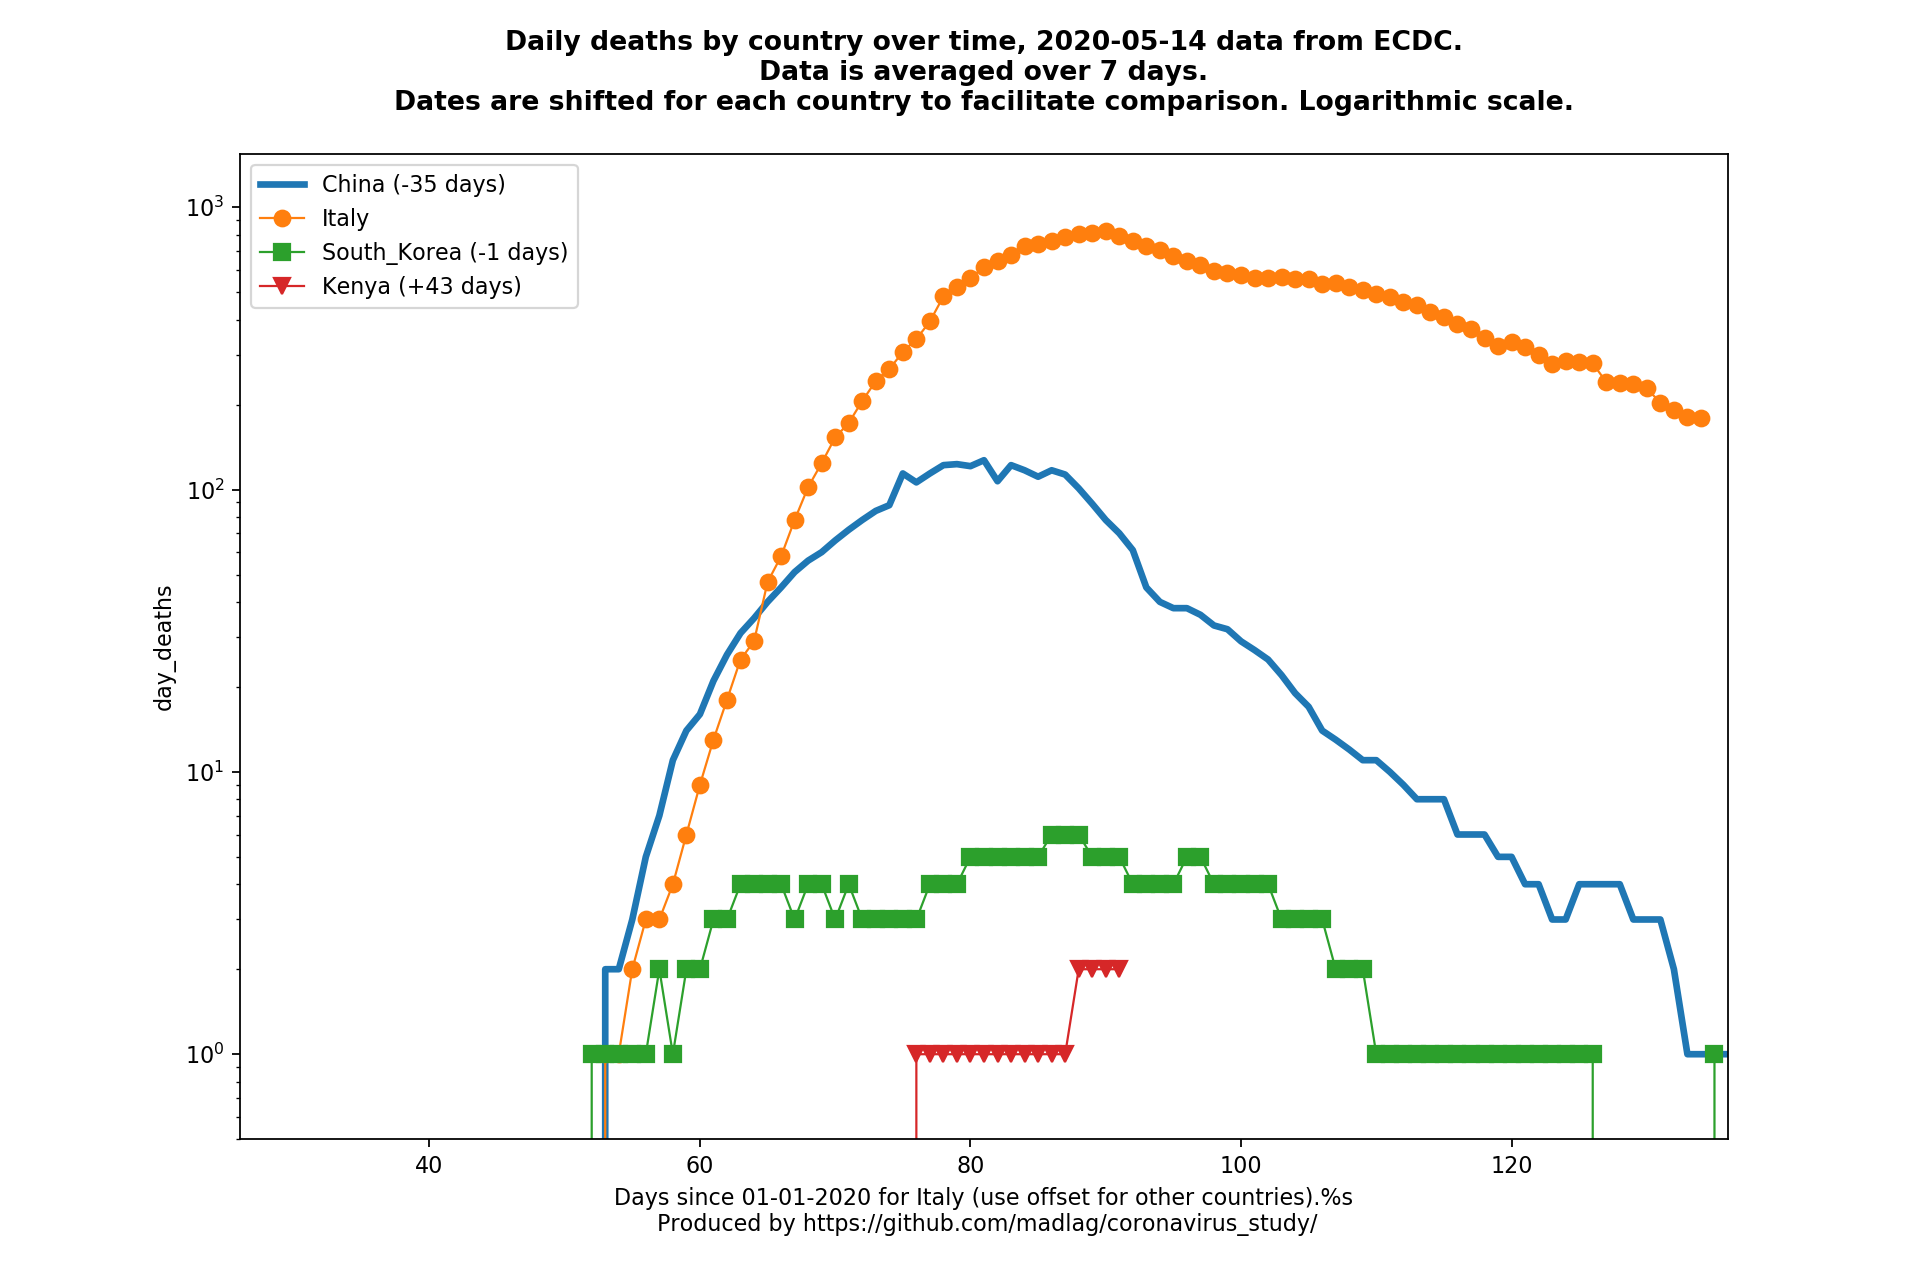 Daily deaths by country over time, 2020-05-14 data from ECDC.
Data is averaged over 7 days.
Dates are shifted for each country to facilitate comparison. Logarithmic scale.
China (-35 days)
Italy
South_Korea (-1 days)
Kenya (+43 days)
10³
10²
10¹
10⁰
day_deaths
40 60 80 100 120
Days since 01-01-2020 for Italy (use offset for other countries).%s
Produced by https://github.com/madlag/coronavirus_study/